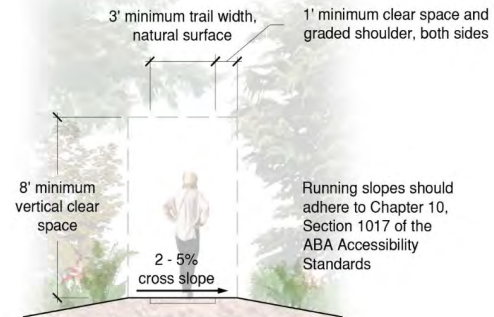 3' minimum trail width,
natural surface
1' minimum clear space and
graded shoulder, both sides
8' minimum
vertical clear
space
2 - 5%
cross slope
Running slopes should
adhere to Chapter 10,
Section 1017 of the
ABA Accessibility
Standards